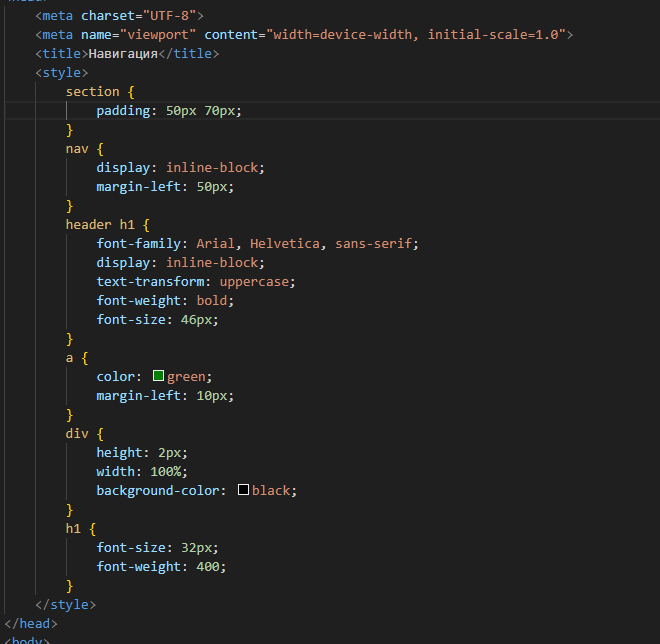 <meta charset="UTF-8">
<meta name="viewport" content="width=device-width, initial-scale=1.0">
<title>Навигация</title>
<style>
section {
padding: 50px 70px;
}
nav {
display: inline-block;
margin-left: 50px;
}
header h1 {
font-family: Arial, Helvetica, sans-serif;
display: inline-block;
text-transform: uppercase;
font-weight: bold;
font-size: 46px;
}
a {
color: green;
margin-left: 10px;
}
div {
height: 2px;
width: 100%;
background-color: black;
}
h1 {
font-size: 32px;
font-weight: 400;
}
</style>
</head>
<body>